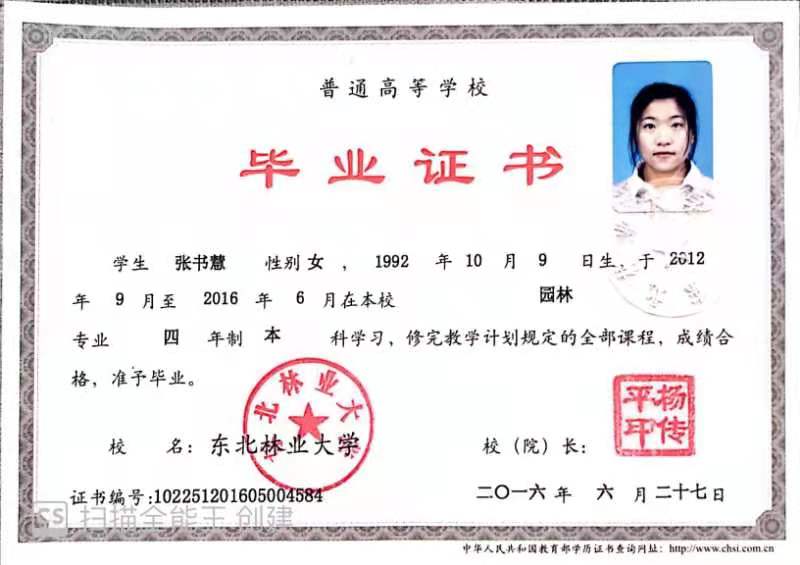 普通高等学校
毕业证书
学生 张书慧 性别 女 ， 1992 年 10 月 9 日生，于 2012
年 9 月至 2016 年 6 月在本校 园林
专业 四 年制 本 科学习，修完教学计划规定的全部课程，成绩合
格，准予毕业。
东北林业大学
校 名：东北林业大学 校（院）长：
杨传平印
证书编号:102251201605004584 二〇一六年 六 月二十七日
CS 扫描全能王 创建
中华人民共和国教育部学历证书查询网址：http://www.chsi.com.cn